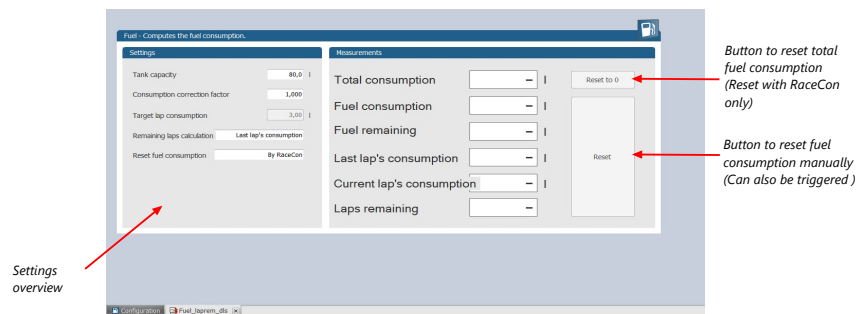 Fuel - Computes the fuel consumption.
Settings
Tank capacity 80,0 l
Consumption correction factor 1,000
Target lap consumption 3,00 l
Remaining laps calculation Last lap's consumption
Reset fuel consumption By RaceCon
Measurements
Total consumption – l Reset to 0
Fuel consumption – l
Fuel remaining – l
Last lap's consumption – l
Reset
Current lap's consumption – l
Laps remaining –
Button to reset total
fuel consumption
(Reset with RaceCon
only)
Button to reset fuel
consumption manually
(Can also be triggered )
Settings
overview
Configuration Fuel_laprem_dls